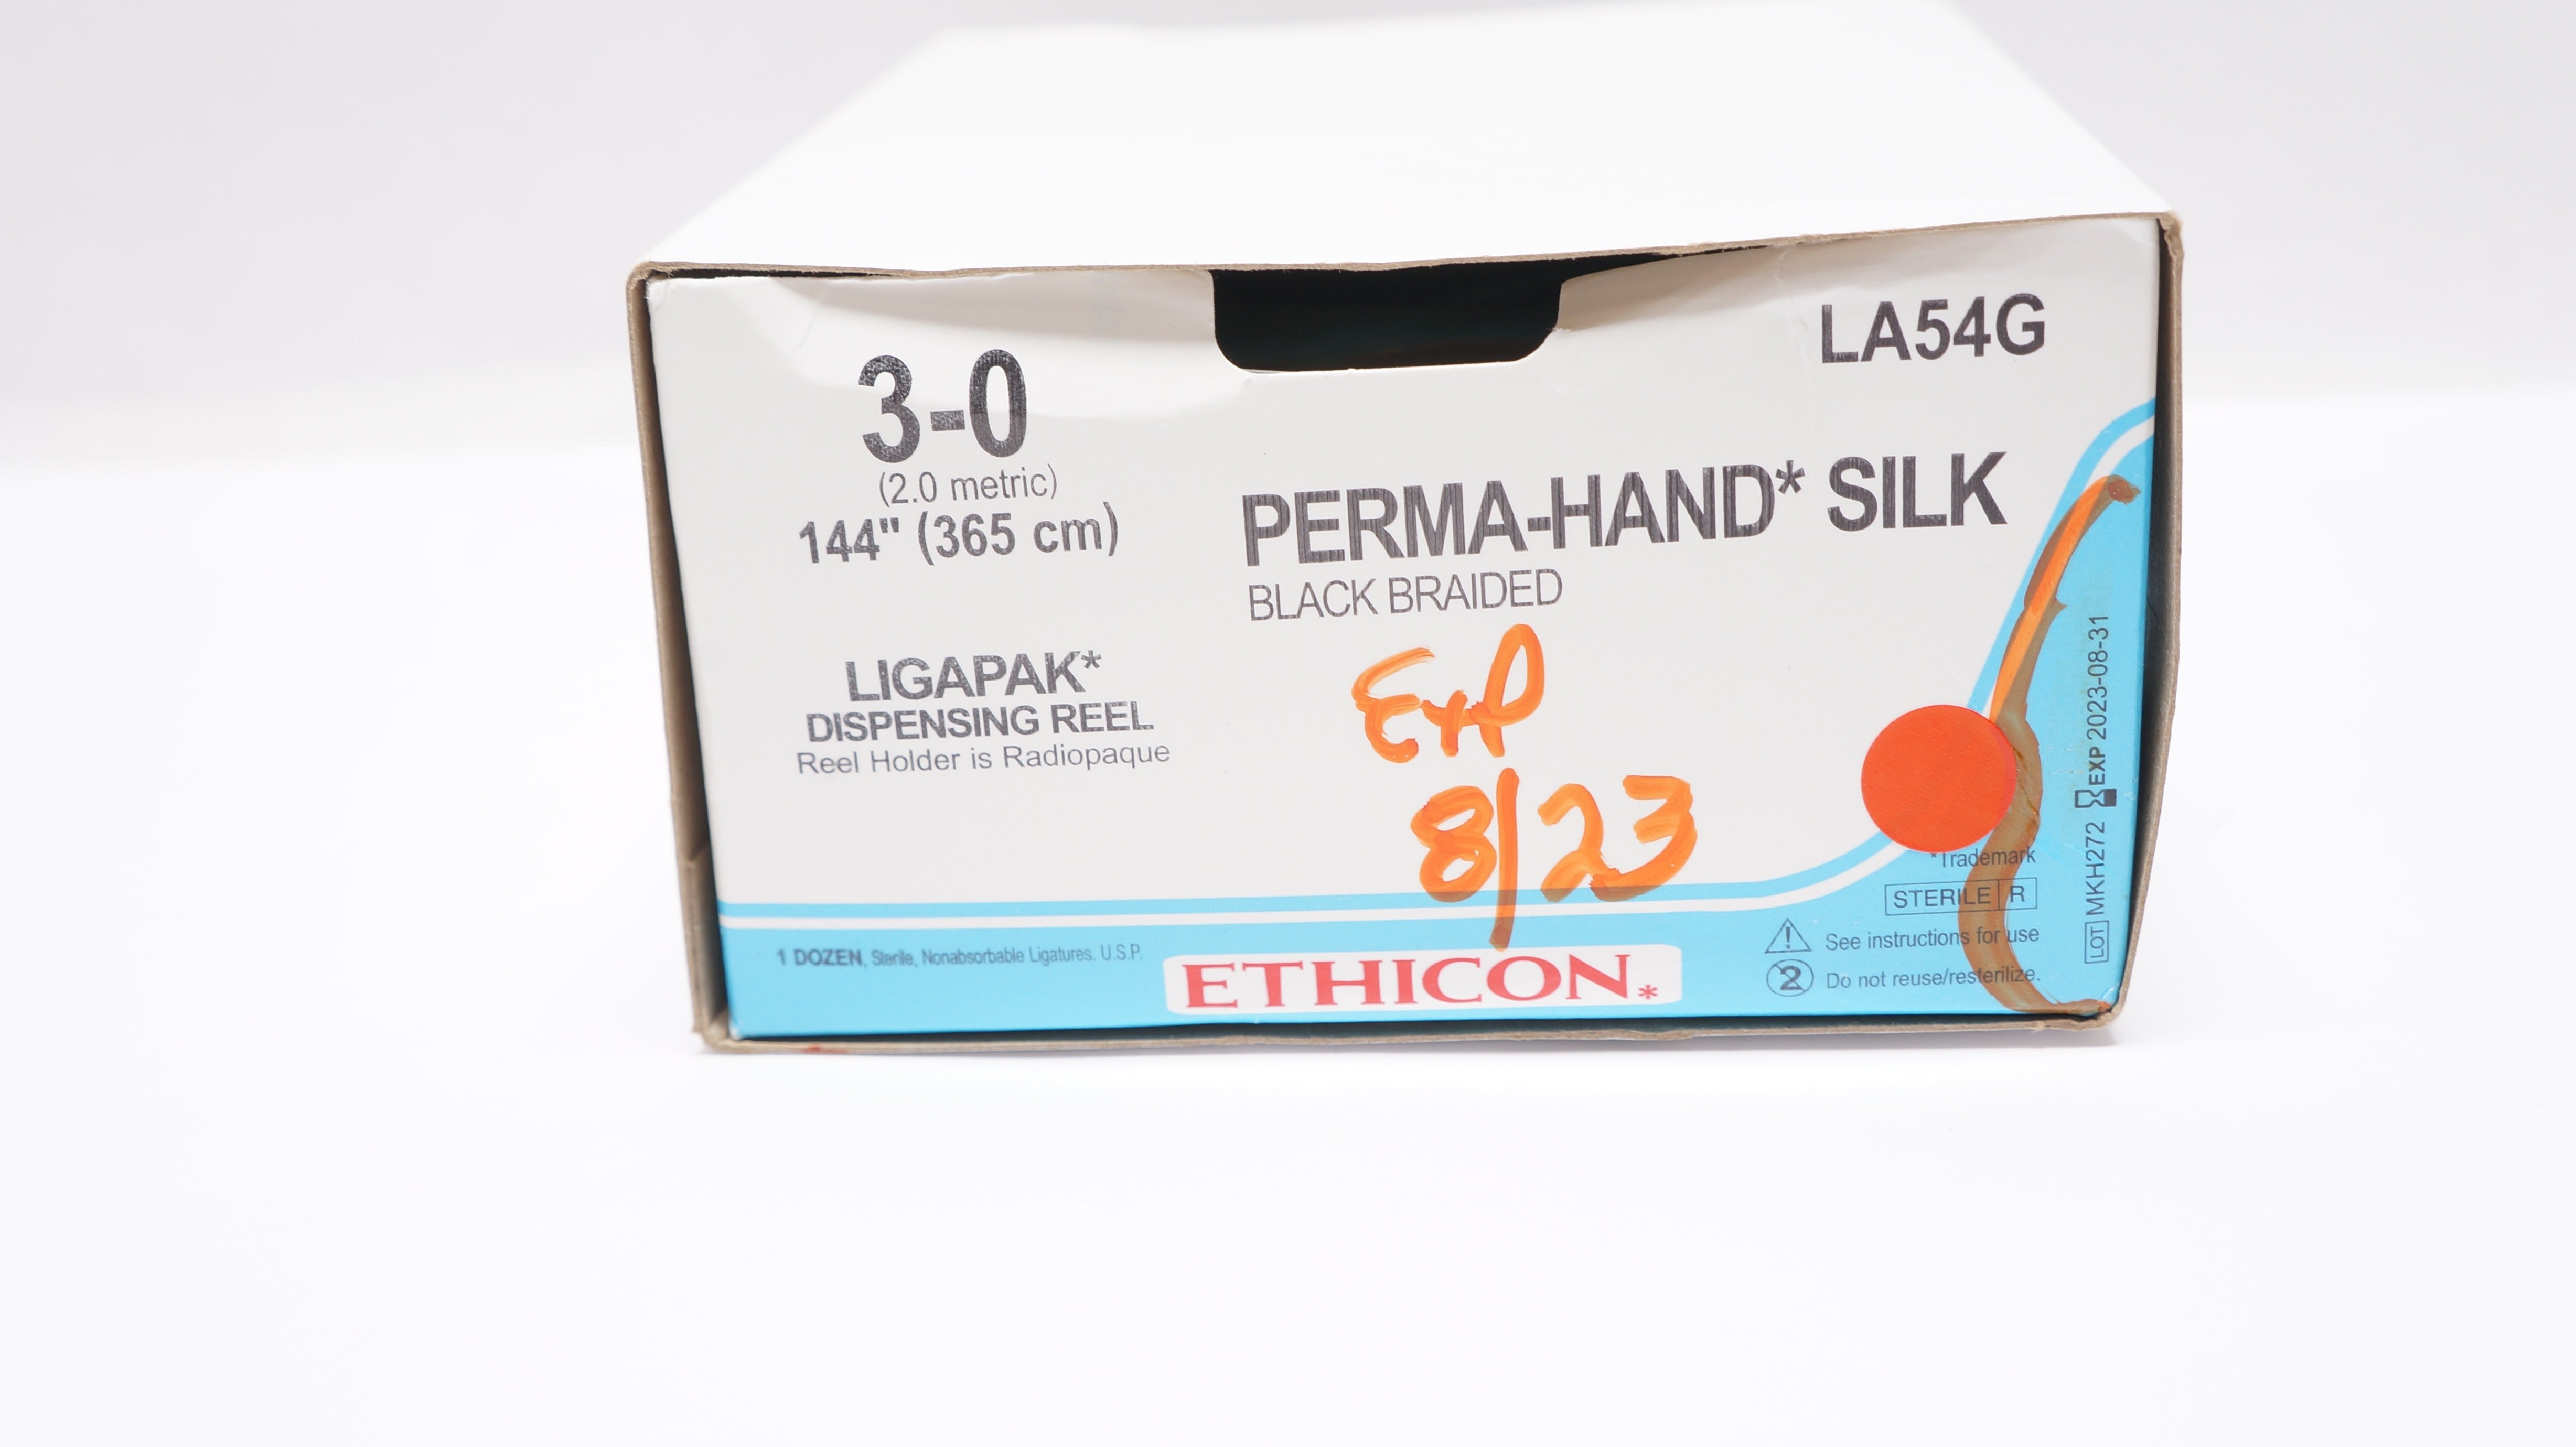 LA54G
3-0
(2.0 metric)
144" (365 cm)
PERMA-HAND* SILK
BLACK BRAIDED
LIGAPAK*
DISPENSING REEL
Reel Holder is Radiopaque
Exp
8/23
*Trademark
STERILE R
See instructions for use
2 Do not reuse/resterilize.
1 DOZEN, Sterile, Nonabsorbable Ligatures. U.S.P.
ETHICON*
LOT MKH272 EXP 2023-08-31